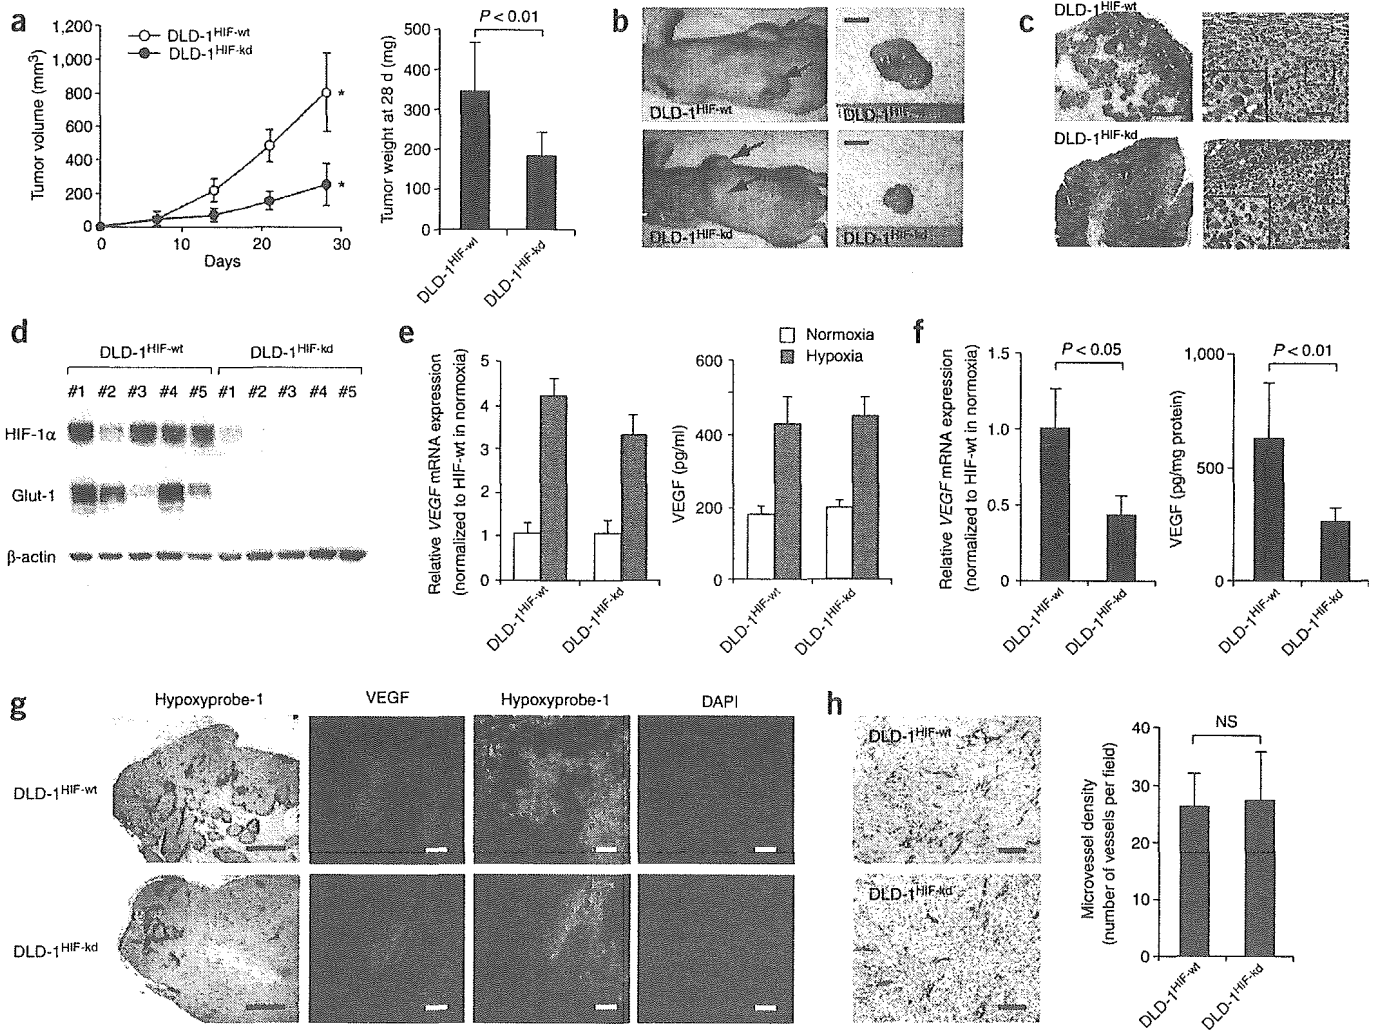 a
DLD-1HIF-wt
DLD-1HIF-kd
Tumor volume (mm3)
1,200
1,000
800
600
400
200
0
*
*
0
10
20
30
Days
P < 0.01
Tumor weight at 28 d (mg)
500
400
300
200
100
0
DLD-1HIF-wt
DLD-1HIF-kd
b
DLD-1HIF-wt
DLD-1HIF
DLD-1HIF-kd
DLD-1HIF-kd
c
DLD-1HIF-wt
DLD-1HIF-kd
d
DLD-1HIF-wt
DLD-1HIF-kd
#1 #2 #3 #4 #5 #1 #2 #3 #4 #5
HIF-1α
Glut-1
β-actin
e
Normoxia
Hypoxia
Relative VEGF mRNA expression
(normalized to HIF-wt in normoxia)
5
4
3
2
1
0
DLD-1HIF-wt
DLD-1HIF-kd
VEGF (pg/ml)
600
400
200
0
DLD-1HIF-wt
DLD-1HIF-kd
f
P < 0.05
Relative VEGF mRNA expression
(normalized to HIF-wt in normoxia)
1.5
1.0
0.5
0
DLD-1HIF-wt
DLD-1HIF-kd
P < 0.01
VEGF (pg/mg protein)
1,000
500
0
DLD-1HIF-wt
DLD-1HIF-kd
g
Hypoxyprobe-1
VEGF
Hypoxyprobe-1
DAPI
DLD-1HIF-wt
DLD-1HIF-kd
h
DLD-1HIF-wt
DLD-1HIF-kd
NS
Microvessel density
(number of vessels per field)
40
30
20
10
0
DLD-1HIF-wt
DLD-1HIF-kd